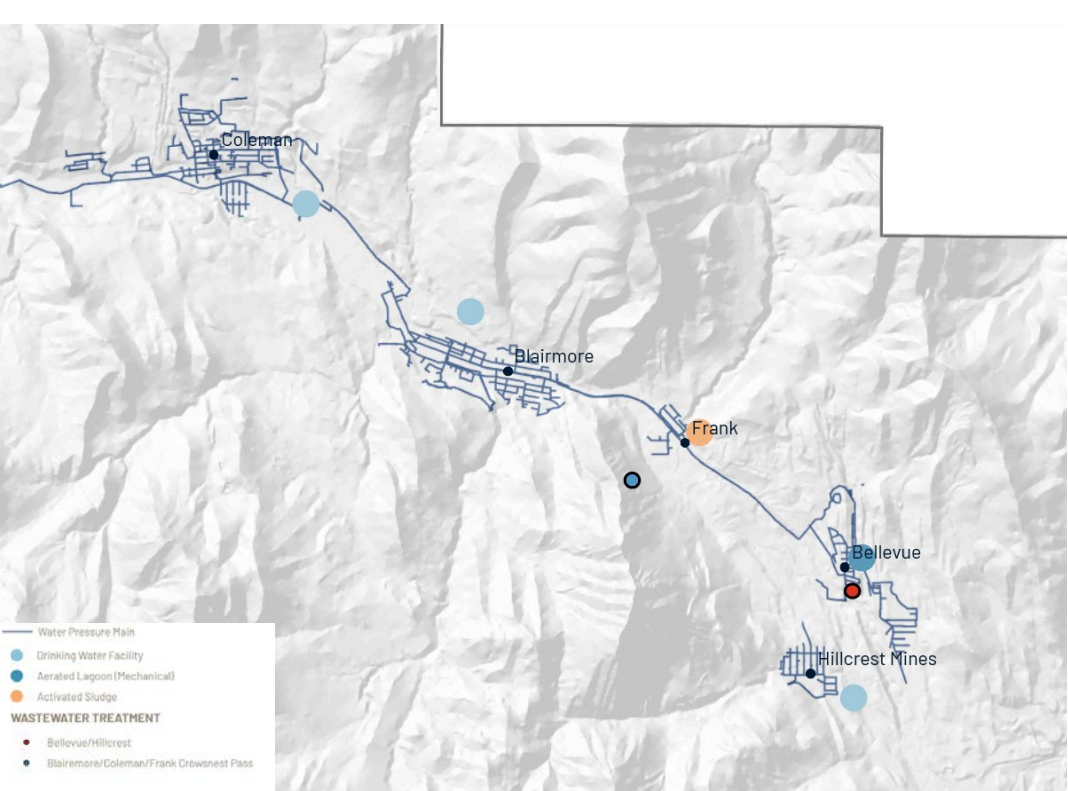 Coleman
Blairmore
Frank
Bellevue
Hillcrest Mines
Water Pressure Main
Drinking Water Facility
Aerated Lagoon (Mechanical)
Activated Sludge
WASTEWATER TREATMENT
Bellevue/Hillcrest
Blairemore/Coleman/Frank Crowsnest Pass